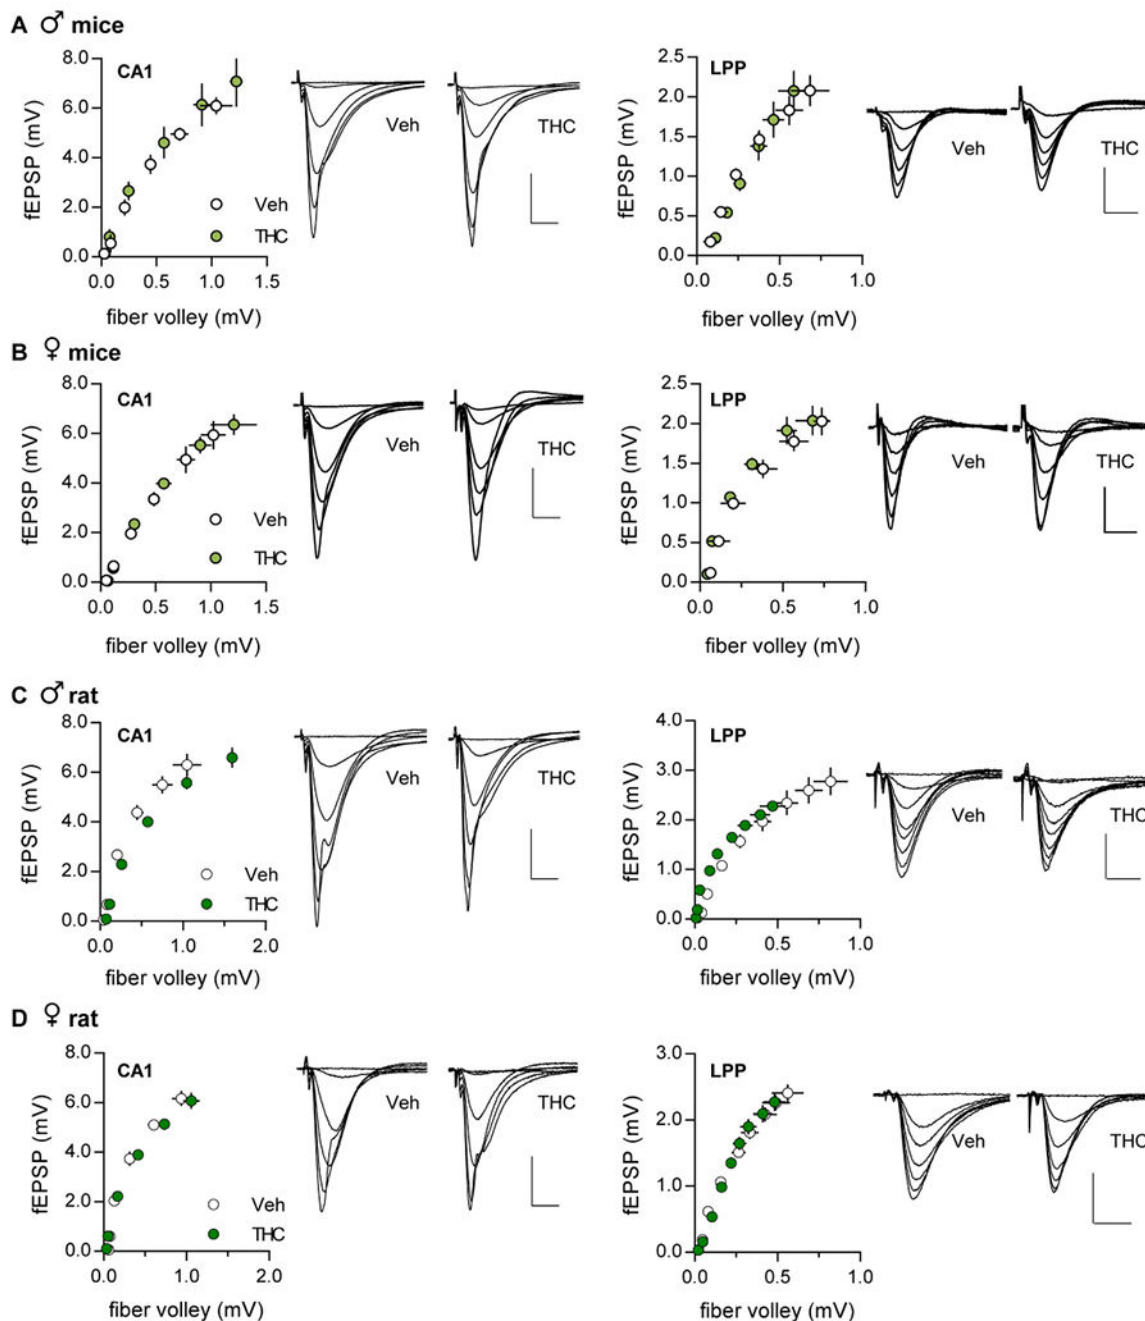 A ♂ mice
CA1
fEPSP (mV)
8.0
6.0
4.0
2.0
0.0
0.0 0.5 1.0 1.5
fiber volley (mV)
Veh
THC
Veh
THC
LPP
fEPSP (mV)
2.5
2.0
1.5
1.0
0.5
0.0
0.0 0.5 1.0
fiber volley (mV)
Veh
THC
B ♀ mice
CA1
fEPSP (mV)
8.0
6.0
4.0
2.0
0.0
0.0 0.5 1.0 1.5
fiber volley (mV)
Veh
THC
Veh
THC
LPP
fEPSP (mV)
2.5
2.0
1.5
1.0
0.5
0.0
0.0 0.5 1.0
fiber volley (mV)
Veh
THC
C ♂ rat
CA1
fEPSP (mV)
8.0
6.0
4.0
2.0
0.0
0.0 1.0 2.0
fiber volley (mV)
Veh
THC
Veh
THC
LPP
fEPSP (mV)
4.0
3.0
2.0
1.0
0.0
0.0 0.5 1.0
fiber volley (mV)
Veh
THC
D ♀ rat
CA1
fEPSP (mV)
8.0
6.0
4.0
2.0
0.0
0.0 1.0 2.0
fiber volley (mV)
Veh
THC
Veh
THC
LPP
fEPSP (mV)
3.0
2.0
1.0
0.0
0.0 0.5 1.0
fiber volley (mV)
Veh
THC